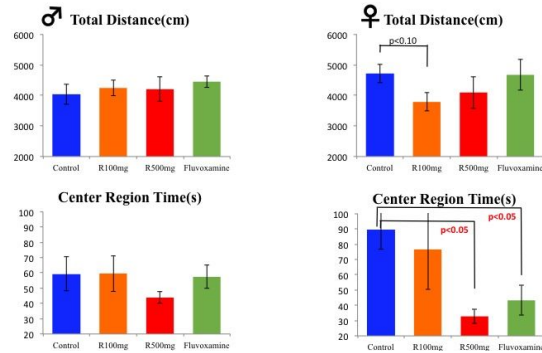 ♂ Total Distance(cm)
6000
5000
4000
3000
2000
Control R100mg R500mg Fluvoxamine
♀ Total Distance(cm)
p<0.10
6000
5000
4000
3000
2000
Control R100mg R500mg Fluvoxamine
Center Region Time(s)
100
90
80
70
60
50
40
30
20
Control R100mg R500mg Fluvoxamine
Center Region Time(s)
p<0.05
p<0.05
100
90
80
70
60
50
40
30
20
Control R100mg R500mg Fluvoxamine